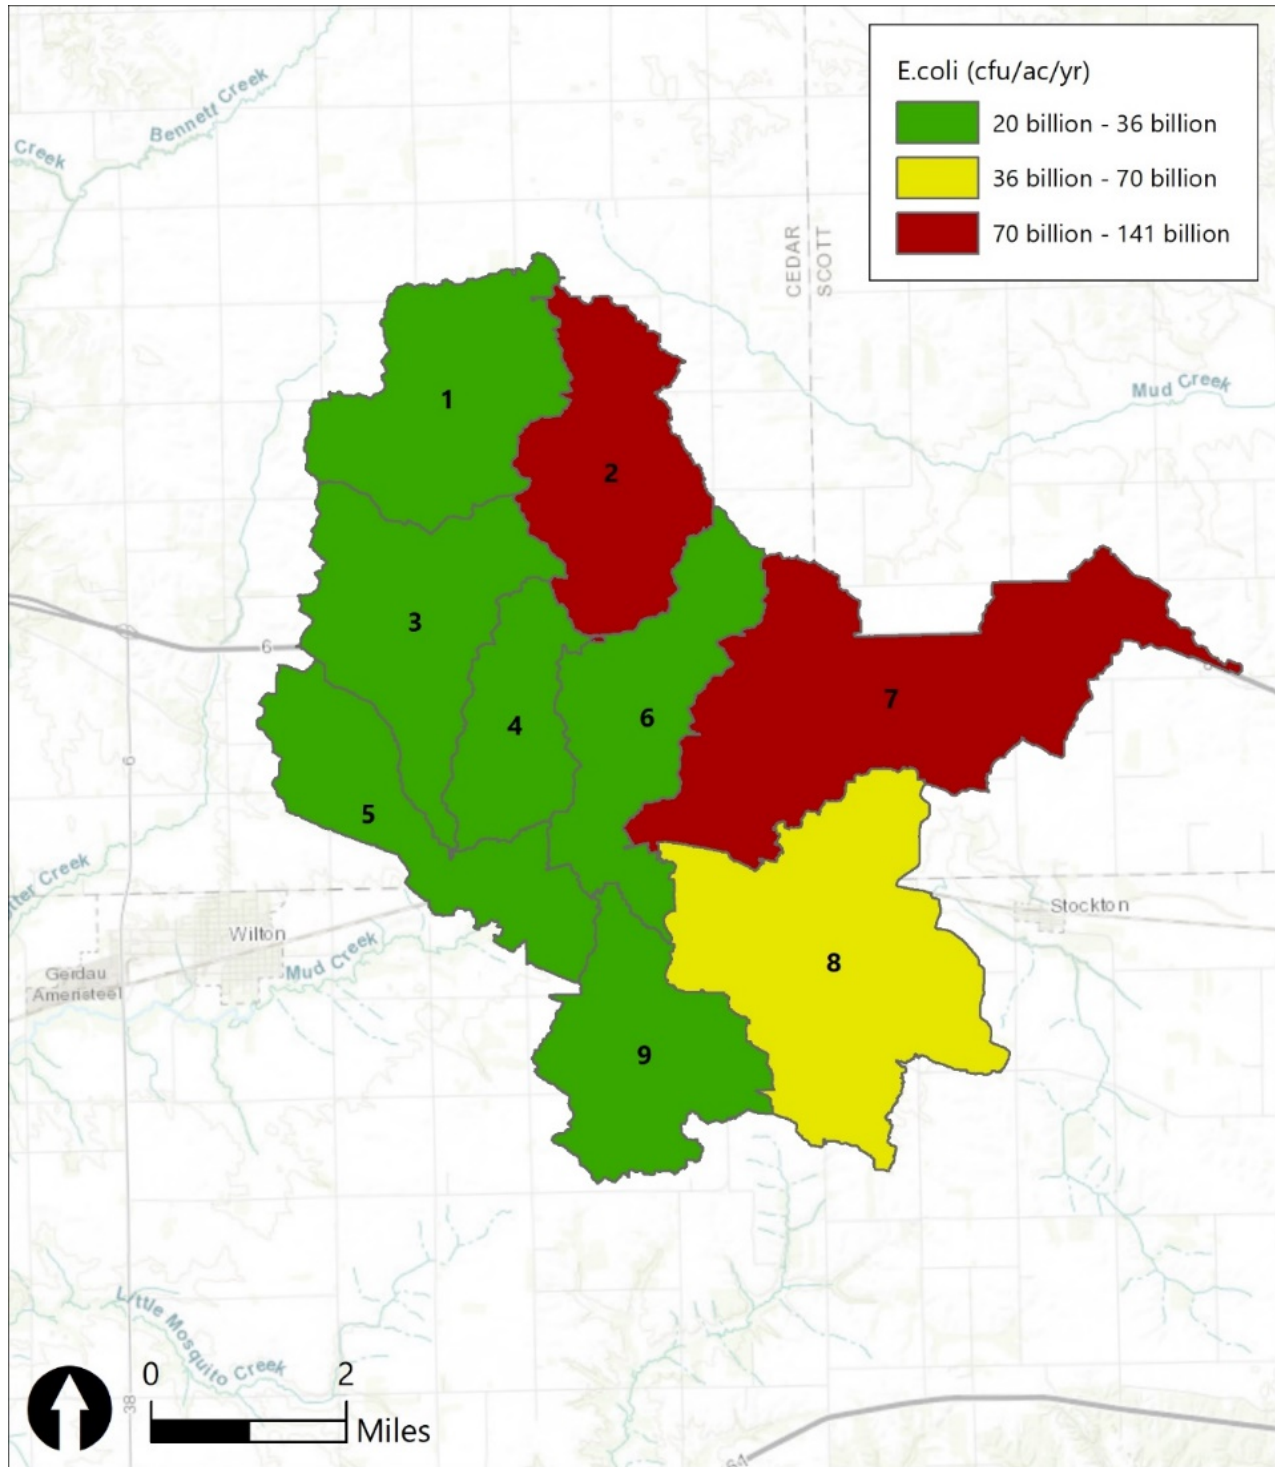 E.coli (cfu/ac/yr)
20 billion - 36 billion
36 billion - 70 billion
70 billion - 141 billion
Bennett Creek
Creek
CEDAR
SCOTT
Mud Creek
1
2
3
6
6
7
4
6
5
8
Stockton
Wilton
Mud Creek
Gerdau
Ameristeel
9
Little Mosquito Creek
38
0 2
Miles